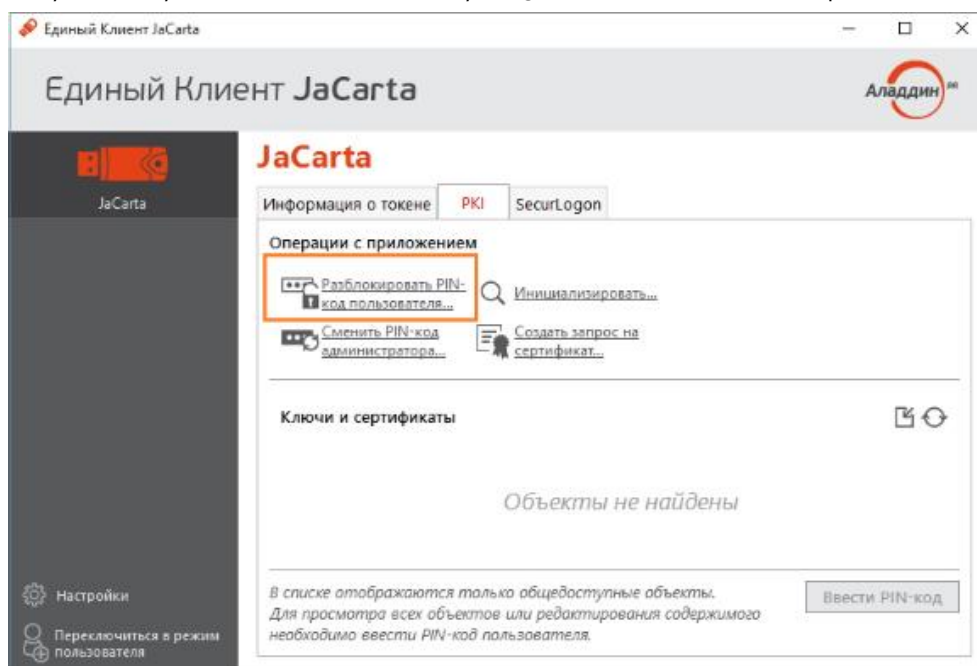 Единый Клиент JaCarta
Единый Клиент JaCarta
Аладдин
JaCarta
JaCarta
Информация о токене PKI SecurLogon
Операции с приложением
Разблокировать PIN-
код пользователя...
Инициализировать...
Сменить PIN-код
администратора...
Создать запрос на
сертификат...
Ключи и сертификаты
Объекты не найдены
В списке отображаются только общедоступные объекты.
Для просмотра всех объектов или редактирования содержимого
необходимо ввести PIN-код пользователя.
Ввести PIN-код
Настройки
Переключиться в режим
пользователя